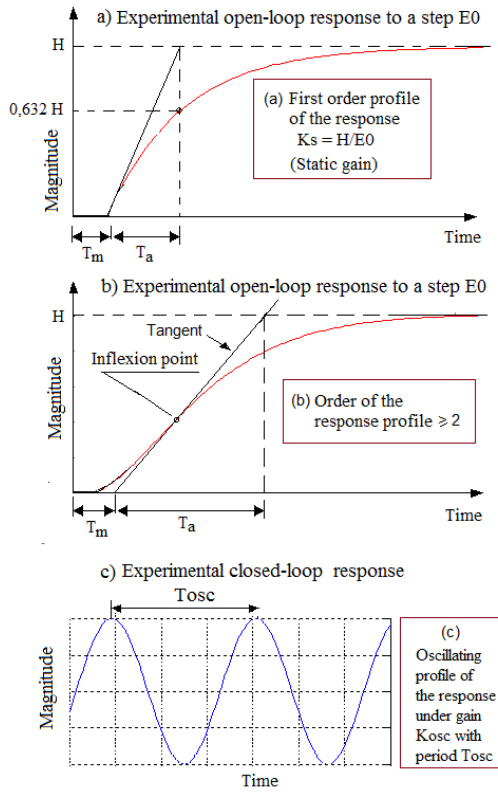 a) Experimental open-loop response to a step E0
H
0,632 H
Magnitude
(a) First order profile
of the response
Ks = H/E0
(Static gain)
Time
Tm
Ta
b) Experimental open-loop response to a step E0
H
Tangent
Inflexion point
Magnitude
(b) Order of the
response profile ⩾ 2
Time
Tm
Ta
c) Experimental closed-loop response
Tosc
Magnitude
(c)
Oscillating
profile of
the response
under gain
Kosc with
period Tosc
Time